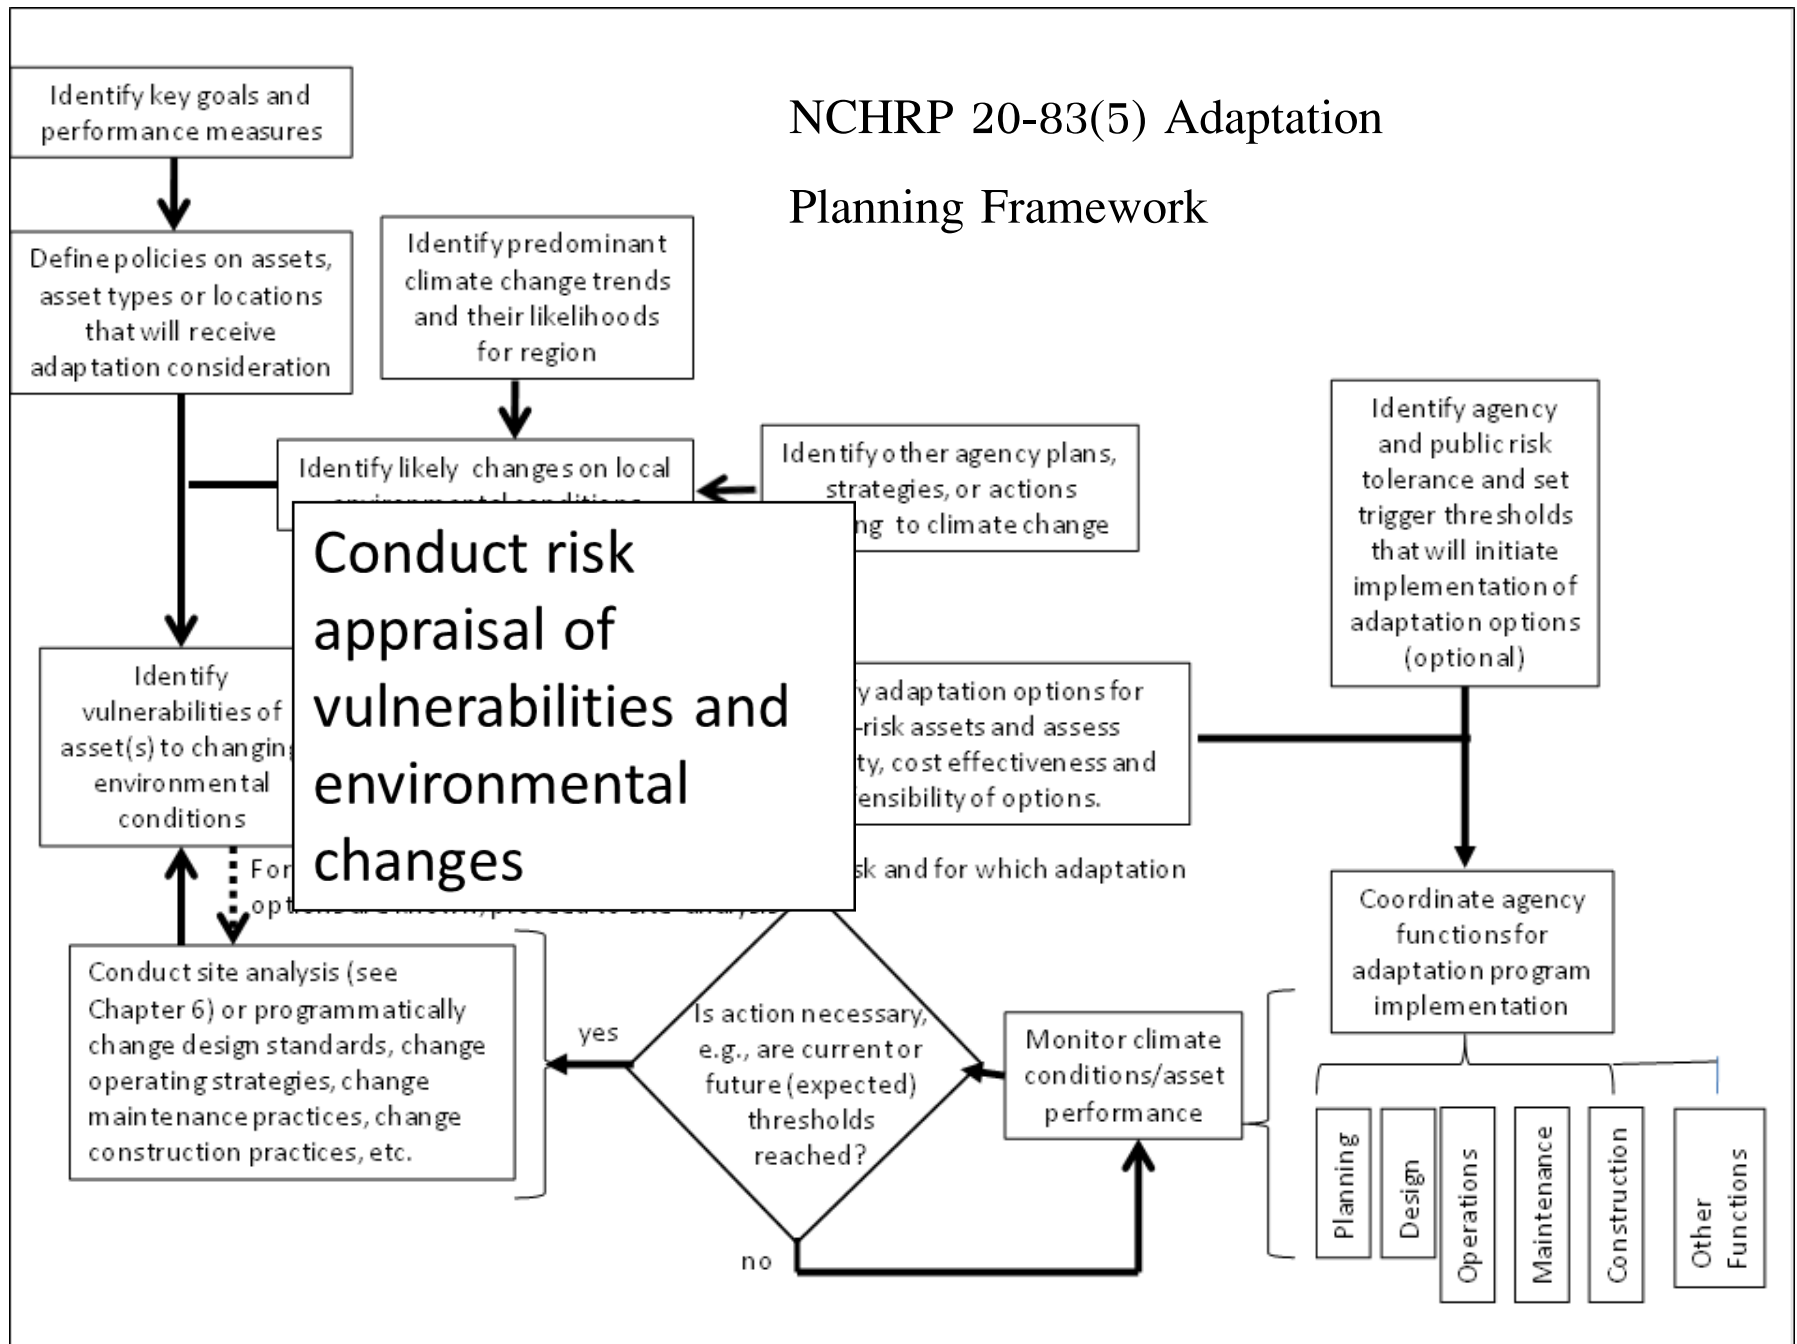 NCHRP 20-83(5) Adaptation
Planning Framework
Identify key goals and
performance measures
Define policies on assets,
asset types or locations
that will receive
adaptation consideration
Identify predominant
climate change trends
and their likelihoods
for region
Identify likely changes on local
environmental conditions
Identify other agency plans,
strategies, or actions
to climate change
Identify agency
and public risk
tolerance and set
trigger thresholds
that will initiate
implementation of
adaptation options
(optional)
Conduct risk
appraisal of
vulnerabilities and
environmental
changes
Identify
vulnerabilities of
asset(s) to changing
environmental
conditions
adaptation options for
-risk assets and assess
cost effectiveness and
of options.
For
and for which adaptation
Coordinate agency
functions for
adaptation program
implementation
Conduct site analysis (see
Chapter 6) or programmatically
change design standards, change
operating strategies, change
maintenance practices, change
construction practices, etc.
yes
Is action necessary,
e.g., are current or
future (expected)
thresholds
reached?
no
Monitor climate
conditions/asset
performance
Planning
Design
Operations
Maintenance
Construction
Other
Functions